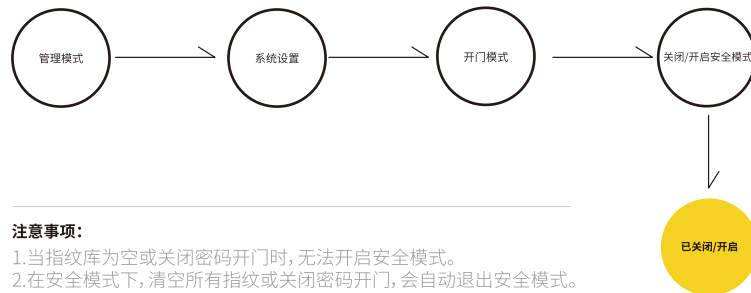 管理模式
系统设置
开门模式
关闭/开启安全模式
已关闭/开启
注意事项：
1.当指纹库为空或关闭密码开门时，无法开启安全模式。
2.在安全模式下，清空所有指纹或关闭密码开门，会自动退出安全模式。